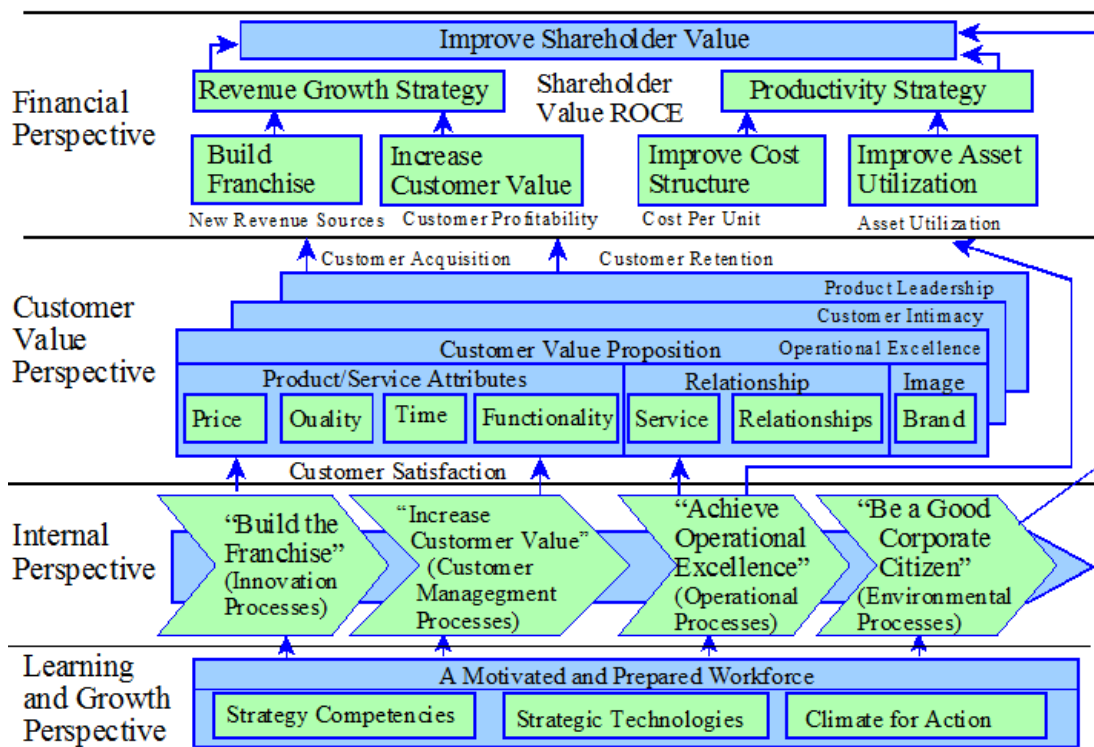 Improve Shareholder Value
Financial
Perspective
Revenue Growth Strategy
Shareholder
Value ROCE
Productivity Strategy
Build
Franchise
Increase
Customer Value
Improve Cost
Structure
Improve Asset
Utilization
New Revenue Sources
Customer Profitability
Cost Per Unit
Asset Utilization
Customer Acquisition
Customer Retention
Customer
Value
Perspective
Product Leadership
Customer Intimacy
Customer Value Proposition
Operational Excellence
Product/Service Attributes
Relationship
Image
Price
Ouality
Time
Functionality
Service
Relationships
Brand
Customer Satisfaction
Internal
Perspective
“Build the
Franchise”
(Innovation
Processes)
“Increase
Custormer Value”
(Customer
Managegment
Processes)
“Achieve
Operational
Excellence”
(Operational
Processes)
“Be a Good
Corporate
Citizen”
(Environmental
Processes)
Learning
and Growth
Perspective
A Motivated and Prepared Workforce
Strategy Competencies
Strategic Technologies
Climate for Action